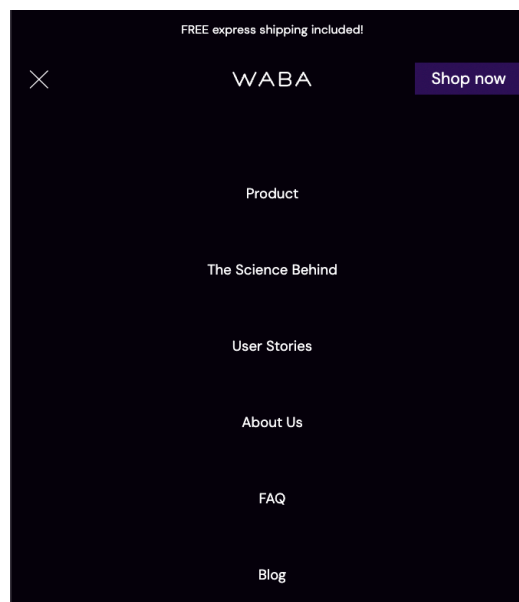 FREE express shipping included!
WABA
Shop now
Product
The Science Behind
User Stories
About Us
FAQ
Blog